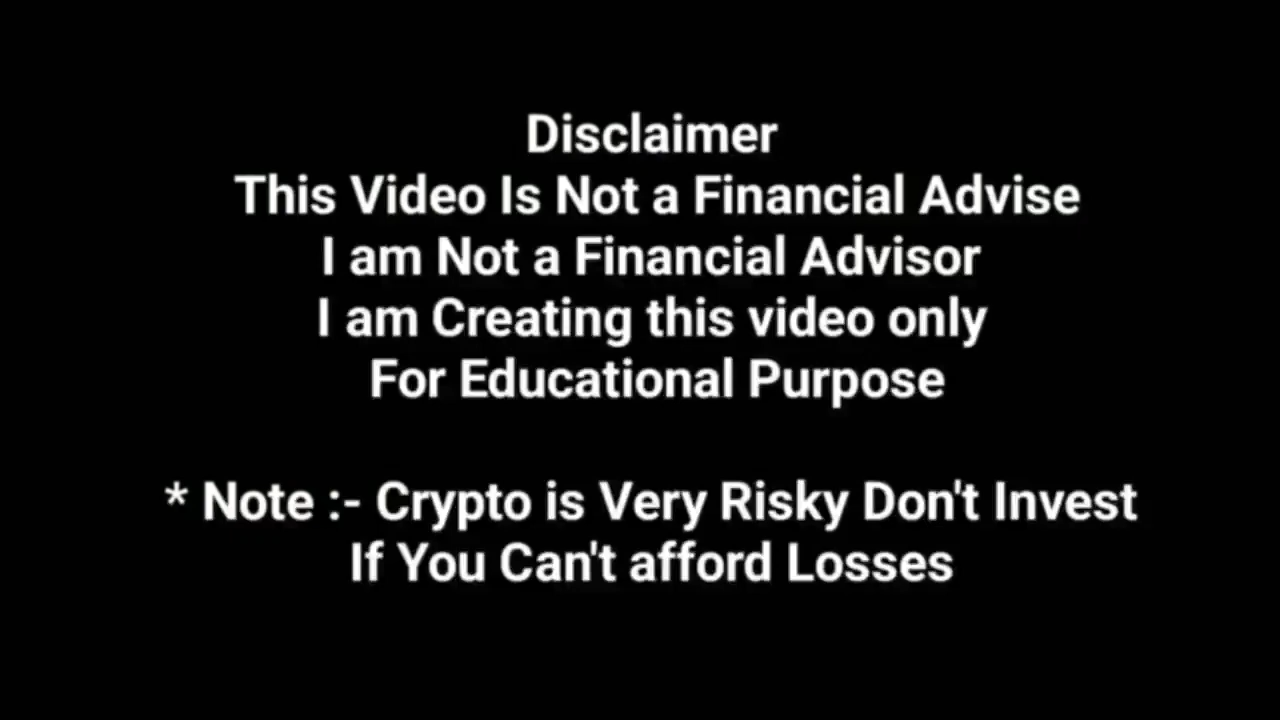 Disclaimer
This Video Is Not a Financial Advise
I am Not a Financial Advisor
I am Creating this video only
For Educational Purpose
* Note :- Crypto is Very Risky Don't Invest
If You Can't afford Losses